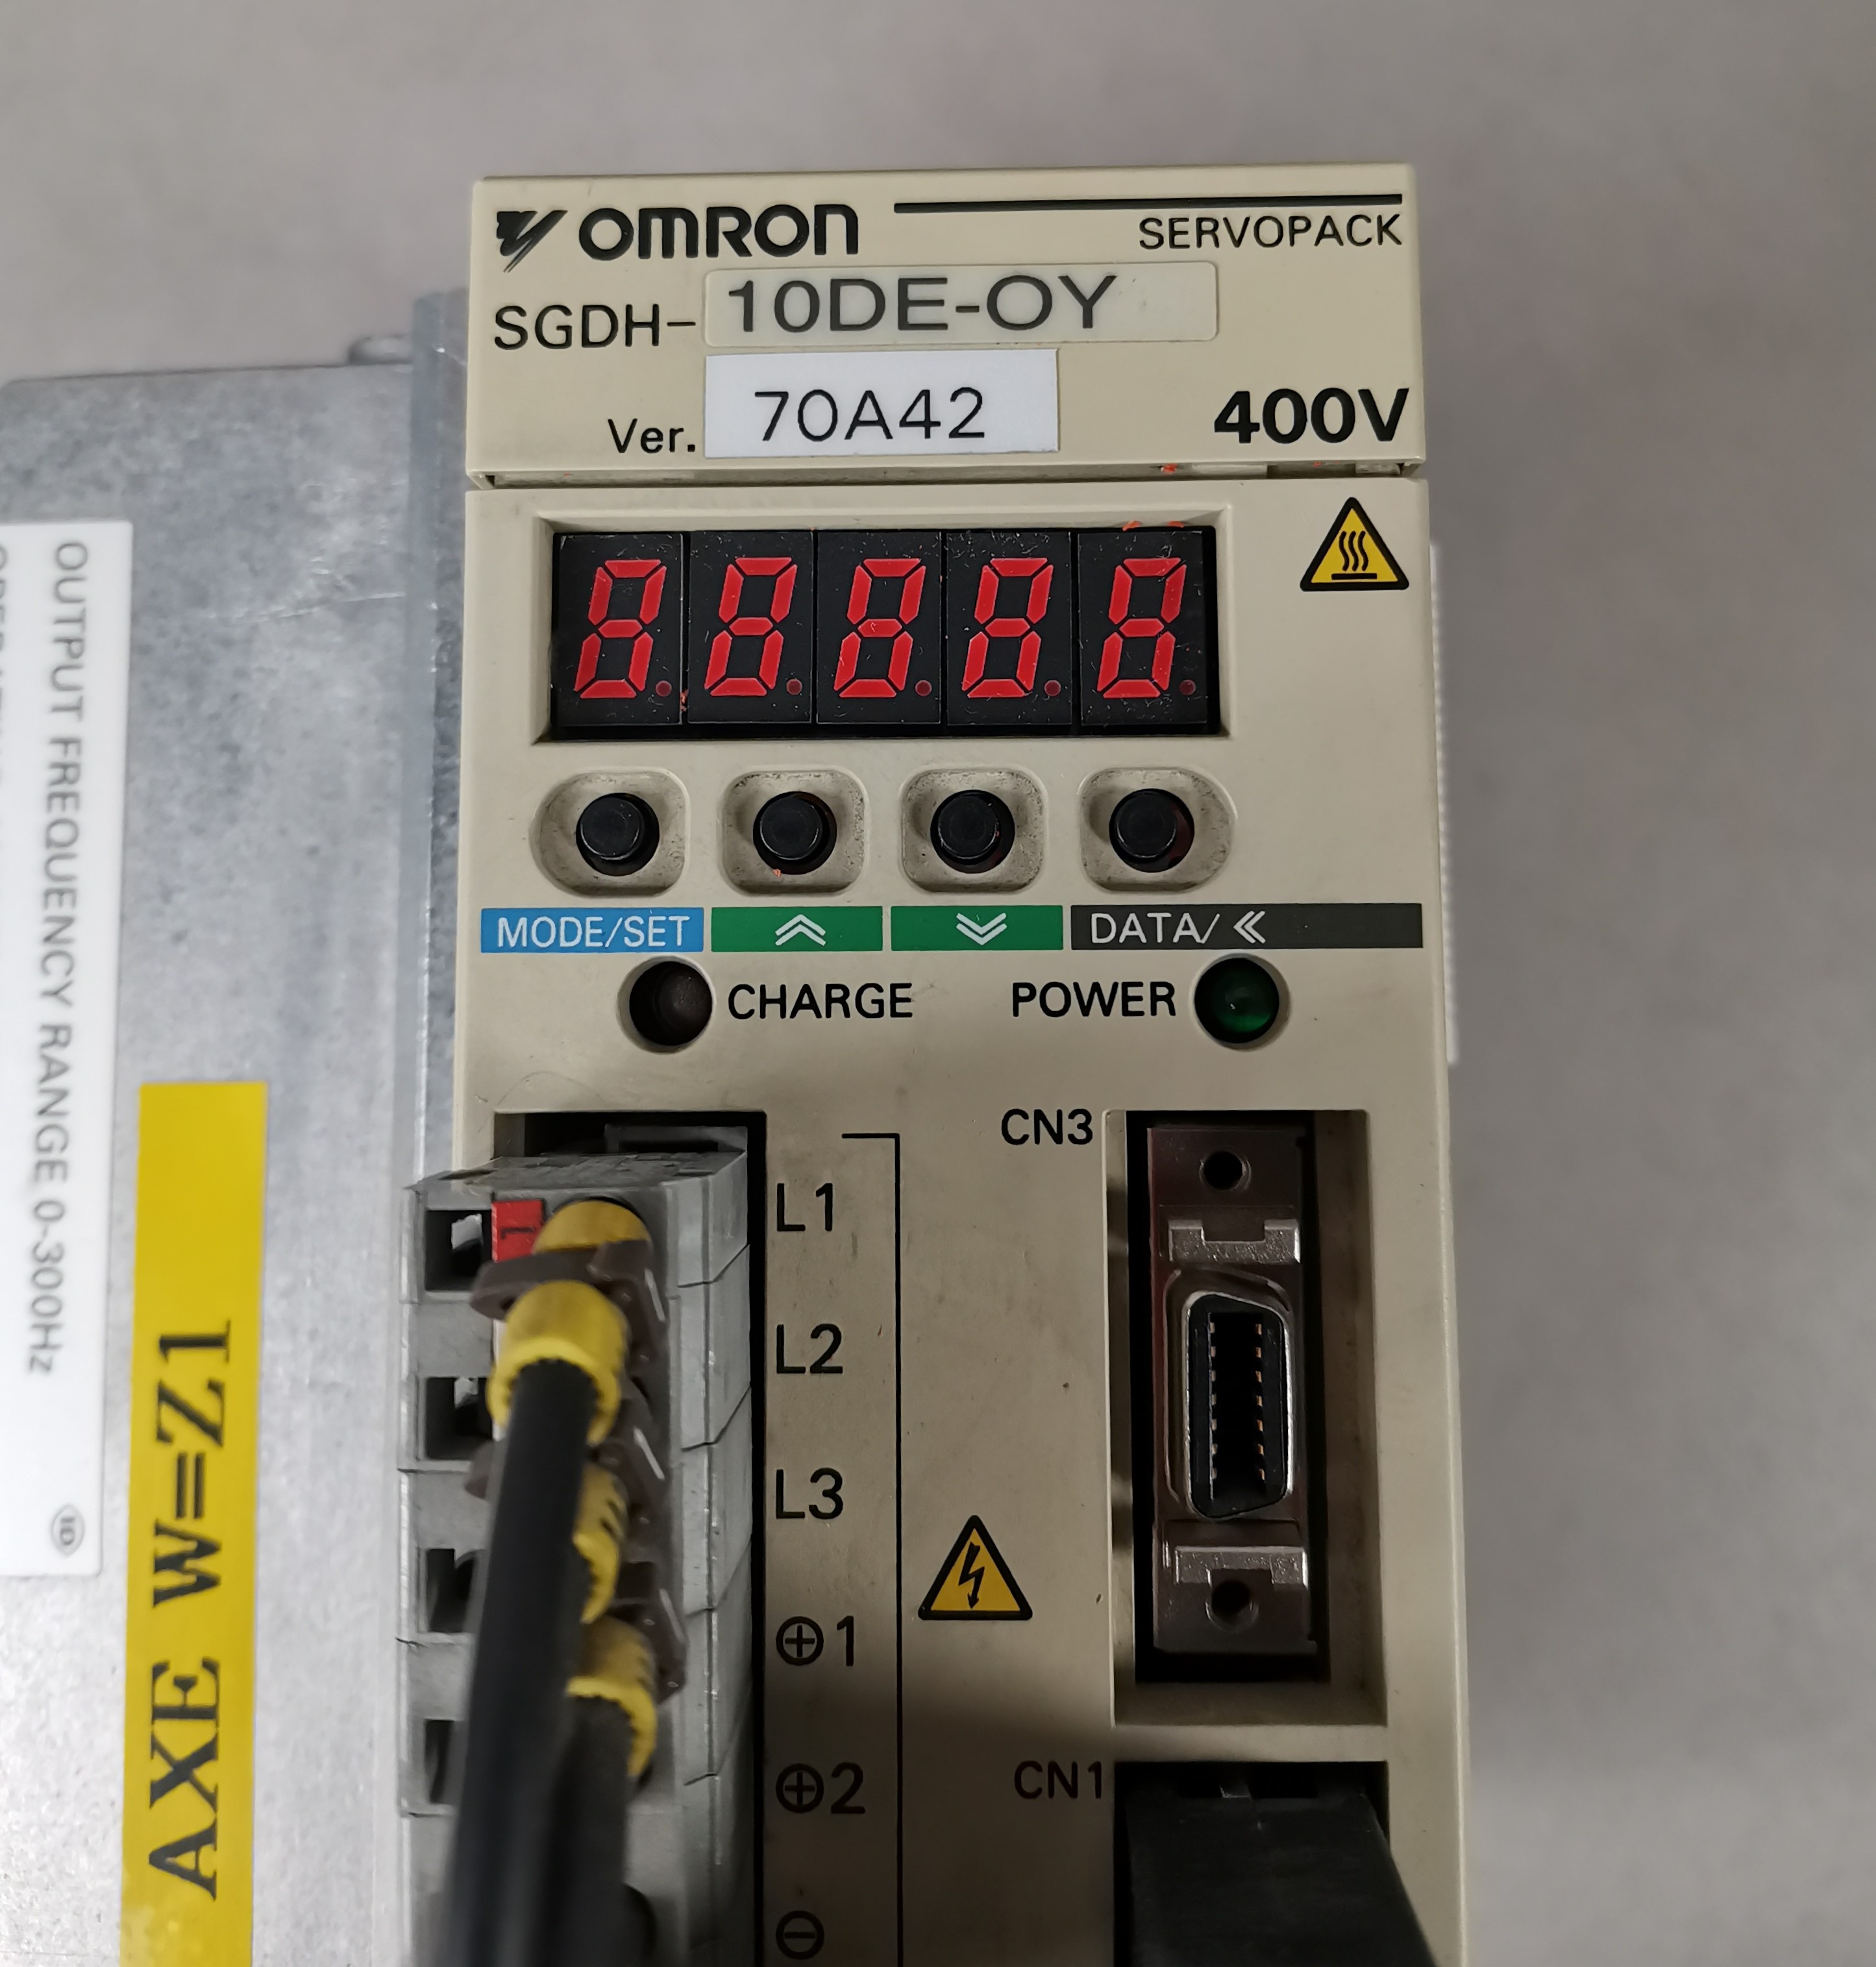 OMRON
SERVOPACK
SGDH-10DE-OY
Ver. 70A42
400V
88888
MODE/SET
DATA/
CHARGE
POWER
CN3
L1
L2
L3
⊕1
⊕2
⊖
CN1
OUTPUT FREQUENCY RANGE 0-300Hz
AXE W=Z1
1